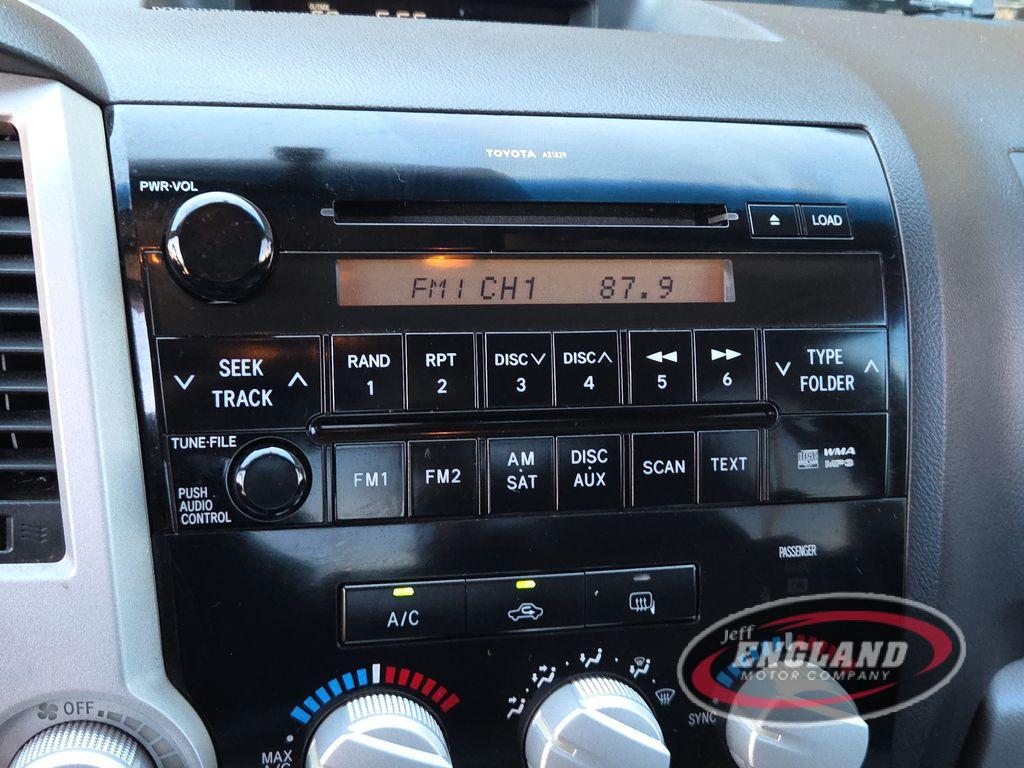 OUTSIDE
TOYOTA A51829
PWR·VOL
LOAD
FM1 CH1 87.9
SEEK
TRACK
RAND
1
RPT
2
DISC
3
DISC
4
5
6
TYPE
FOLDER
TUNE·FILE
PUSH
AUDIO
CONTROL
FM1
FM2
AM
SAT
DISC
AUX
SCAN
TEXT
WMA
MP3
PASSENGER
A/C
OFF
MAX
A/C
SYNC
Jeff
ENGLAND
MOTOR COMPANY